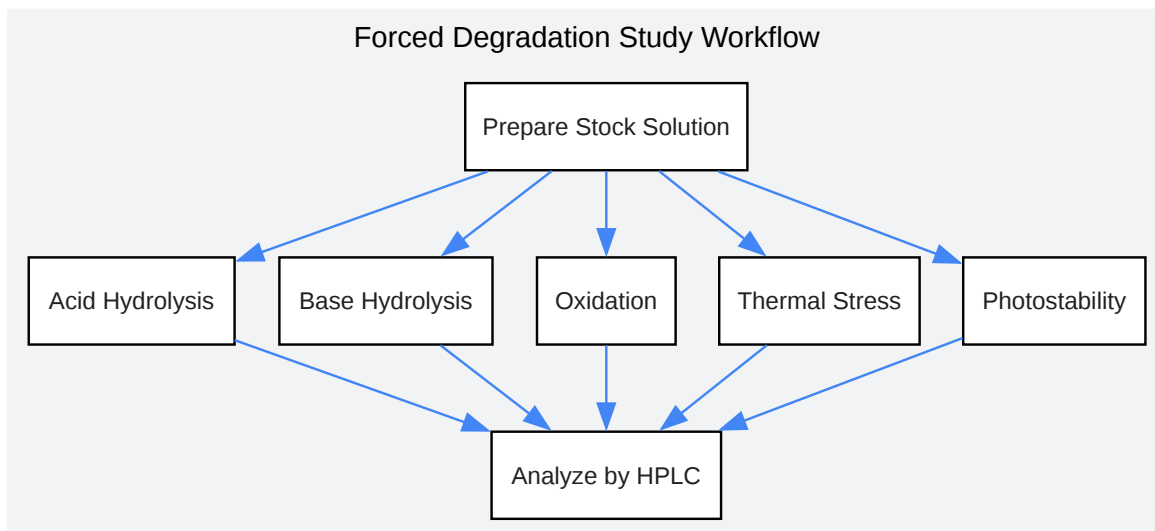 Forced Degradation Study Workflow
Prepare Stock Solution
Acid Hydrolysis
Base Hydrolysis
Oxidation
Thermal Stress
Photostability
Analyze by HPLC